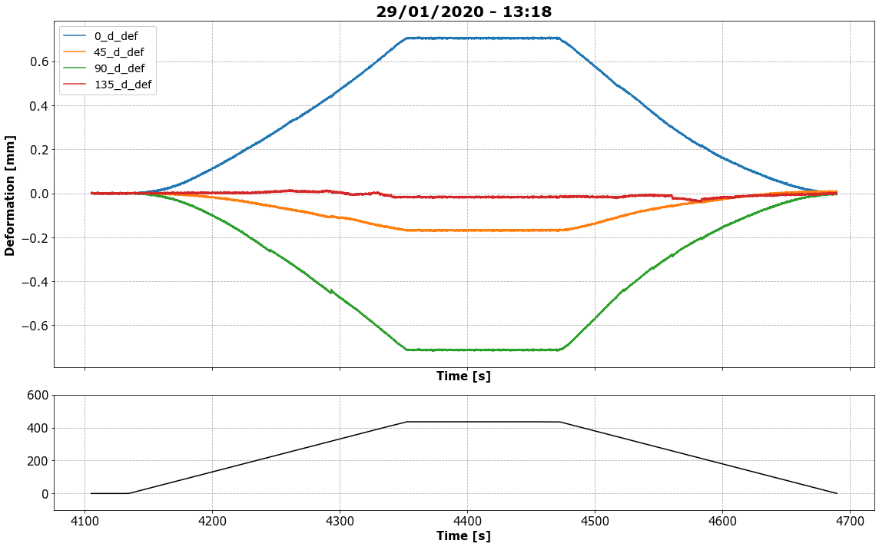 29/01/2020 - 13:18
0_d_def
45_d_def
90_d_def
135_d_def
0.6
0.4
0.2
0.0
−0.2
−0.4
−0.6
Deformation [mm]
Time [s]
600
400
200
0
4100 4200 4300 4400 4500 4600 4700
Time [s]